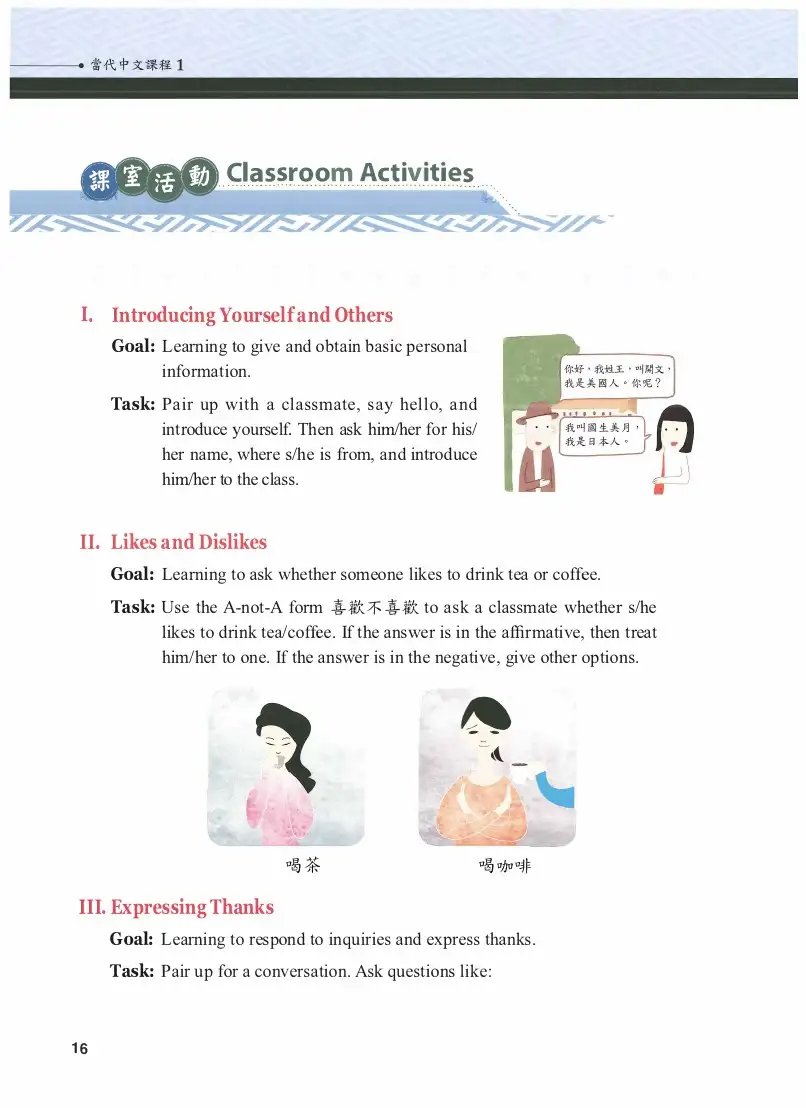 當代中文課程 1
課室活動 Classroom Activities
I. Introducing Yourself and Others
Goal: Learning to give and obtain basic personal
information.
Task: Pair up with a classmate, say hello, and
introduce yourself. Then ask him/her for his/
her name, where s/he is from, and introduce
him/her to the class.
你好，我姓王，叫開文，
我是美國人。你呢？
我叫國生美月，
我是日本人。
II. Likes and Dislikes
Goal: Learning to ask whether someone likes to drink tea or coffee.
Task: Use the A-not-A form 喜歡不喜歡 to ask a classmate whether s/he
likes to drink tea/coffee. If the answer is in the affirmative, then treat
him/her to one. If the answer is in the negative, give other options.
喝茶
喝咖啡
III. Expressing Thanks
Goal: Learning to respond to inquiries and express thanks.
Task: Pair up for a conversation. Ask questions like:
16